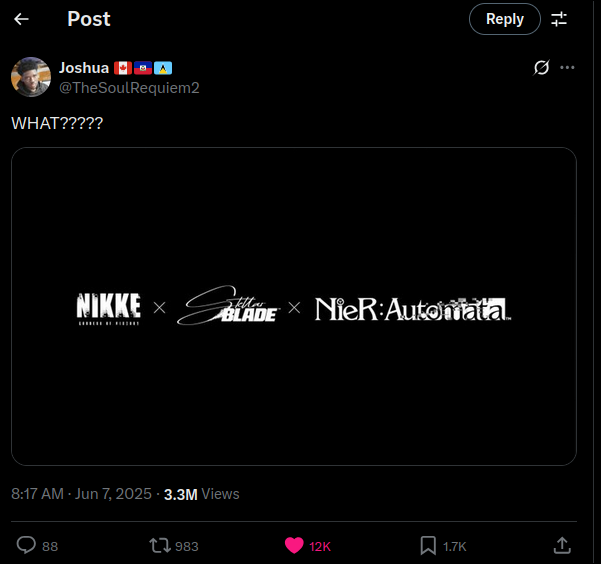 Post
Reply
Joshua 🇨🇦🇭🇹🇱🇨
@TheSoulRequiem2
WHAT?????
NIKKE × Stellar BLADE × NieR:Automata™
GODDESS OF VICTORY
8:17 AM · Jun 7, 2025 · 3.3M Views
88 983 12K 1.7K